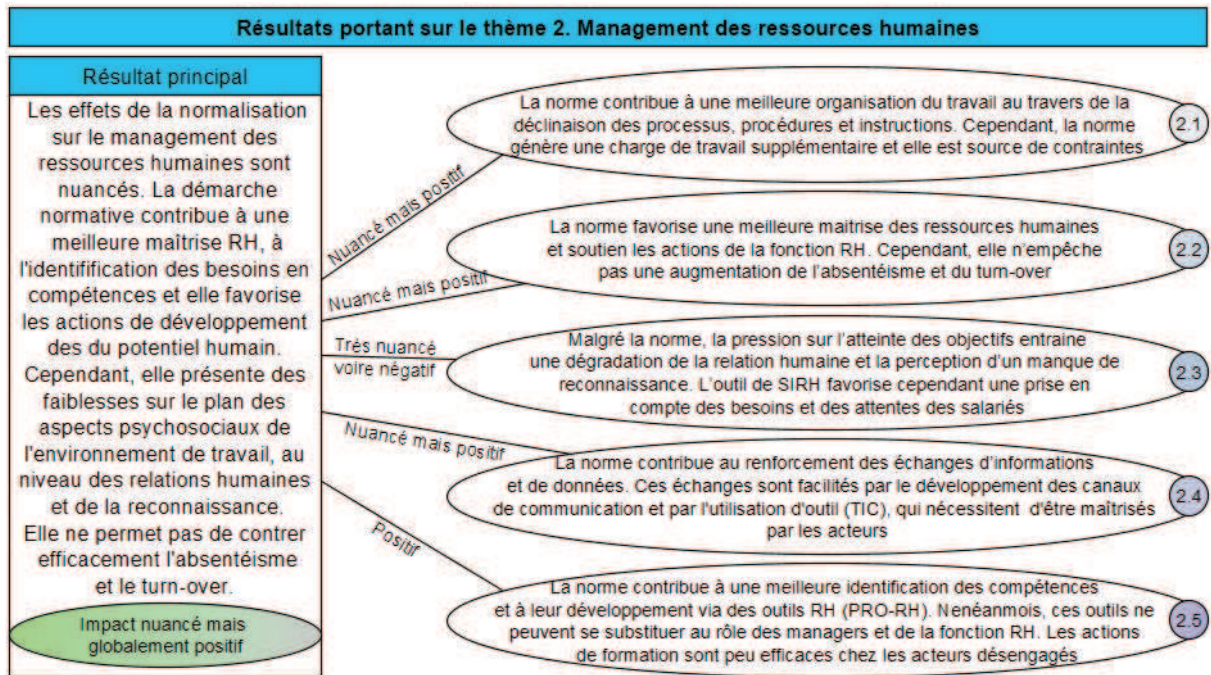 Résultats portant sur le thème 2. Management des ressources humaines
Résultat principal
Les effets de la normalisation
sur le management des
ressources humaines sont
nuancés. La démarche
normative contribue à une
meilleure maîtrise RH, à
l'identifification des besoins en
compétences et elle favorise
les actions de développement
des du potentiel humain.
Cependant, elle présente des
faiblesses sur le plan des
aspects psychosociaux de
l'environnement de travail, au
niveau des relations humaines
et de la reconnaissance.
Elle ne permet pas de contrer
efficacement l'absentéisme
et le turn-over.
Impact nuancé mais
globalement positif
Nuancé mais positif
La norme contribue à une meilleure organisation du travail au travers de la
déclinaison des processus, procédures et instructions. Cependant, la norme
génère une charge de travail supplémentaire et elle est source de contraintes
2.1
Nuancé mais positif
La norme favorise une meilleure maitrise des ressources humaines
et soutien les actions de la fonction RH. Cependant, elle n'empêche
pas une augmentation de l'absentéisme et du turn-over
2.2
Trés nuancé
voire négatif
Malgré la norme, la pression sur l'atteinte des objectifs entraine
une dégradation de la relation humaine et la perception d'un manque de
reconnaissance. L'outil de SIRH favorise cependant une prise en
compte des besoins et des attentes des salariés
2.3
Nuancé mais positif
La norme contribue au renforcement des échanges d'informations
et de données. Ces échanges sont facilités par le développement des canaux
de communication et par l'utilisation d'outil (TIC), qui nécessitent d'être maîtrisés
par les acteurs
2.4
Positif
La norme contribue à une meilleure identification des compétences
et à leur développement via des outils RH (PRO-RH). Nenéanmois, ces outils ne
peuvent se substituer au rôle des managers et de la fonction RH. Les actions
de formation sont peu efficaces chez les acteurs désengagés
2.5